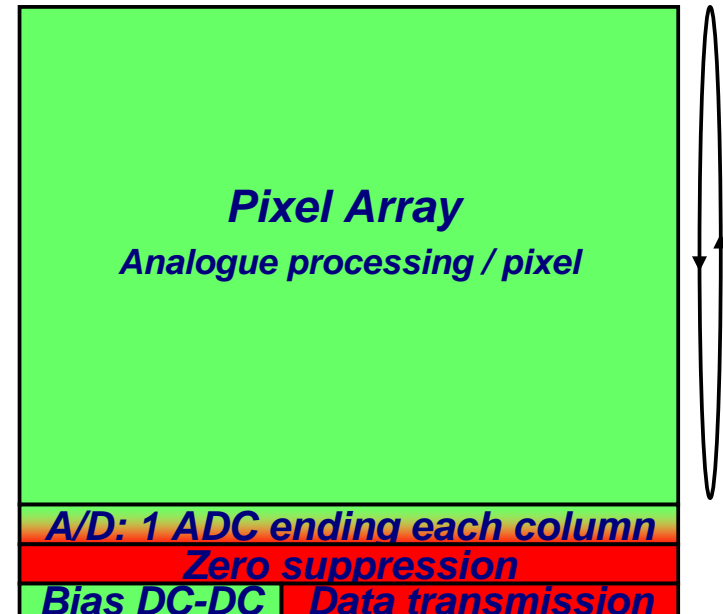 Pixel Array
Analogue processing / pixel
A/D: 1 ADC ending each column
Zero suppression
Bias DC-DC
Data transmission